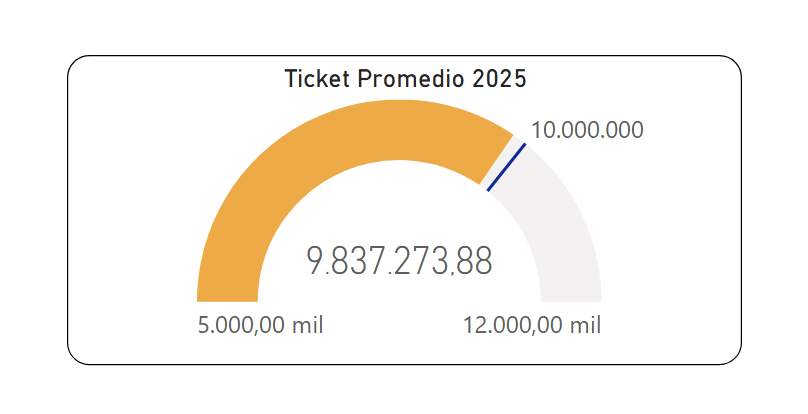 Ticket Promedio 2025
10.000.000
9.837.273,88
5.000,00 mil
12.000,00 mil